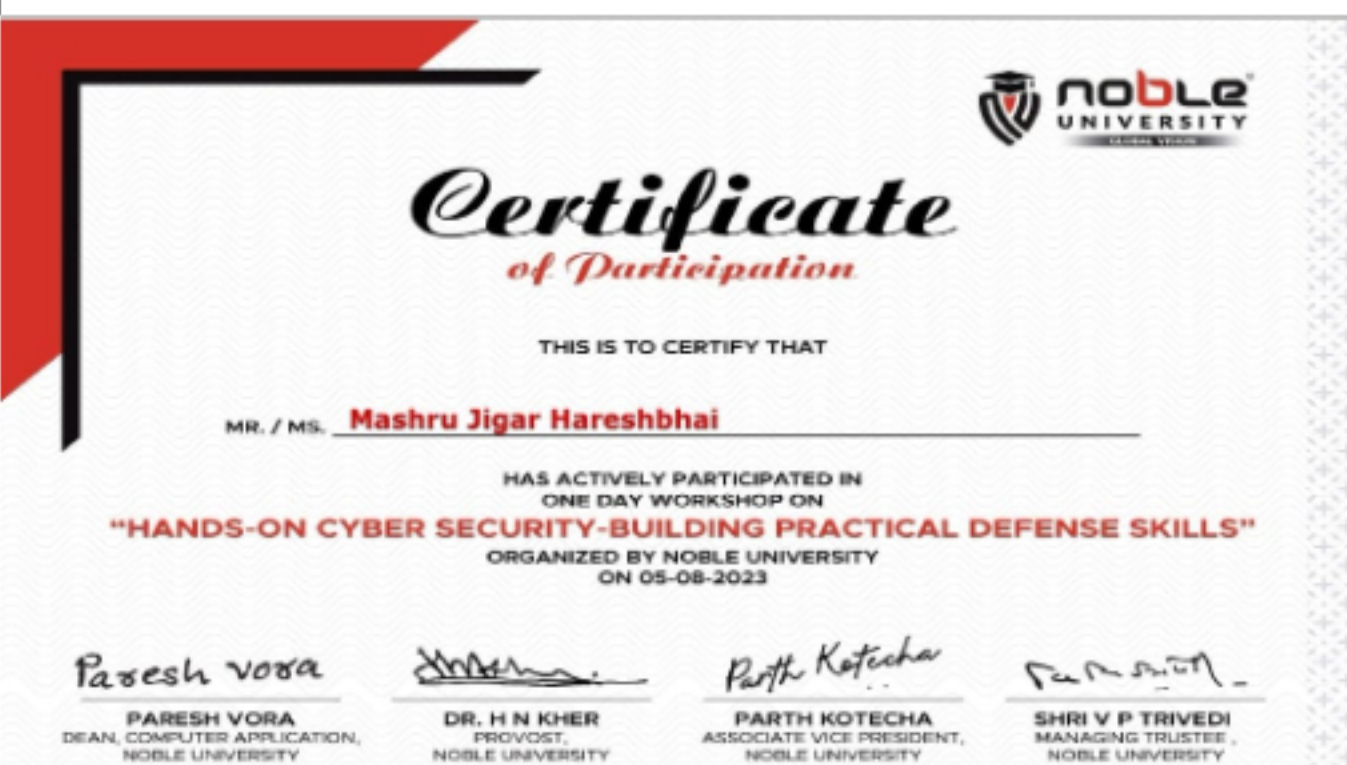 noble
UNIVERSITY
GLOBAL VISION
Certificate
of Participation
THIS IS TO CERTIFY THAT
MR. / MS. Mashru Jigar Hareshbhai
HAS ACTIVELY PARTICIPATED IN
ONE DAY WORKSHOP ON
“HANDS-ON CYBER SECURITY-BUILDING PRACTICAL DEFENSE SKILLS”
ORGANIZED BY NOBLE UNIVERSITY
ON 05-08-2023
Paresh vora
Parth Kotecha
PARESH VORA
DEAN, COMPUTER APPLICATION,
NOBLE UNIVERSITY
DR. H N KHER
PROVOST,
NOBLE UNIVERSITY
PARTH KOTECHA
ASSOCIATE VICE PRESIDENT,
NOBLE UNIVERSITY
SHRI V P TRIVEDI
MANAGING TRUSTEE,
NOBLE UNIVERSITY